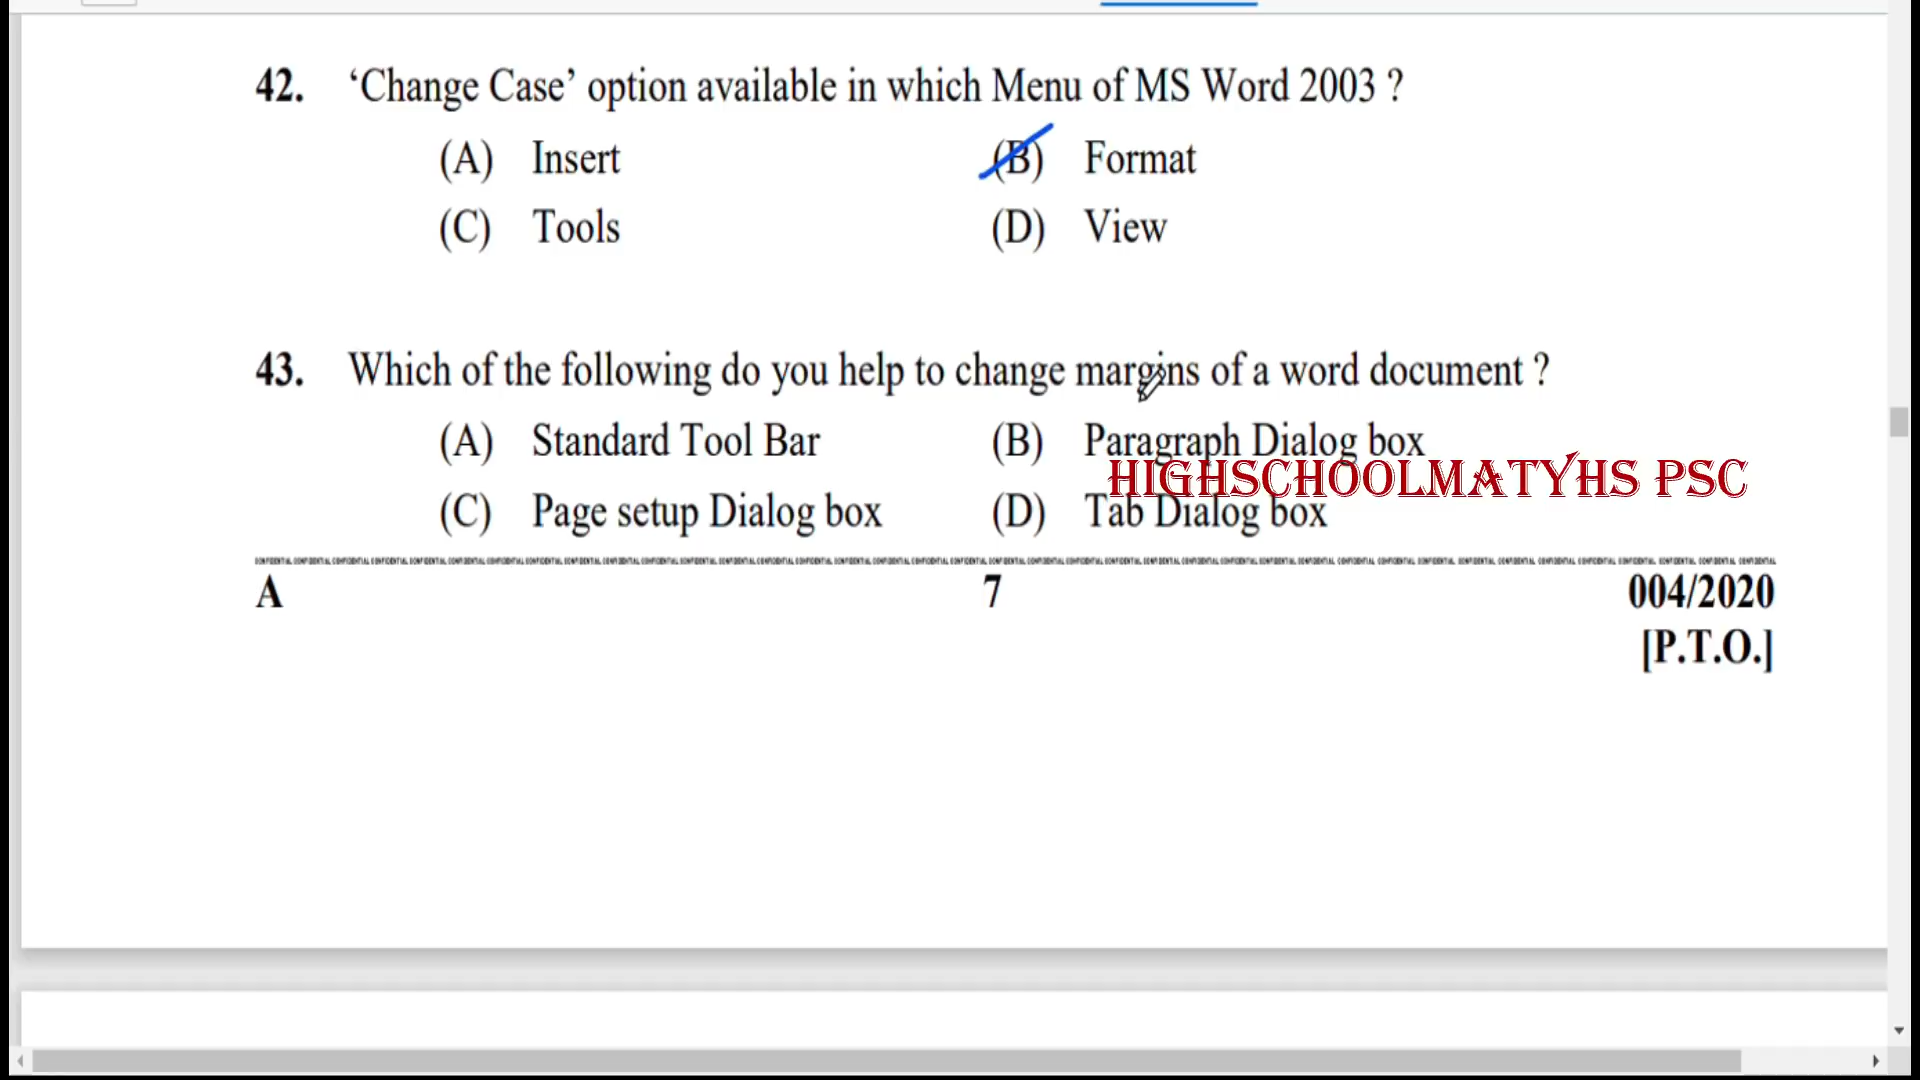 42. ‘Change Case’ option available in which Menu of MS Word 2003 ?
(A) Insert (B) Format
(C) Tools (D) View
43. Which of the following do you help to change margins of a word document ?
(A) Standard Tool Bar (B) Paragraph Dialog box
HIGHSCHOOLMATYHS PSC
(C) Page setup Dialog box (D) Tab Dialog box
A 7 004/2020
[P.T.O.]